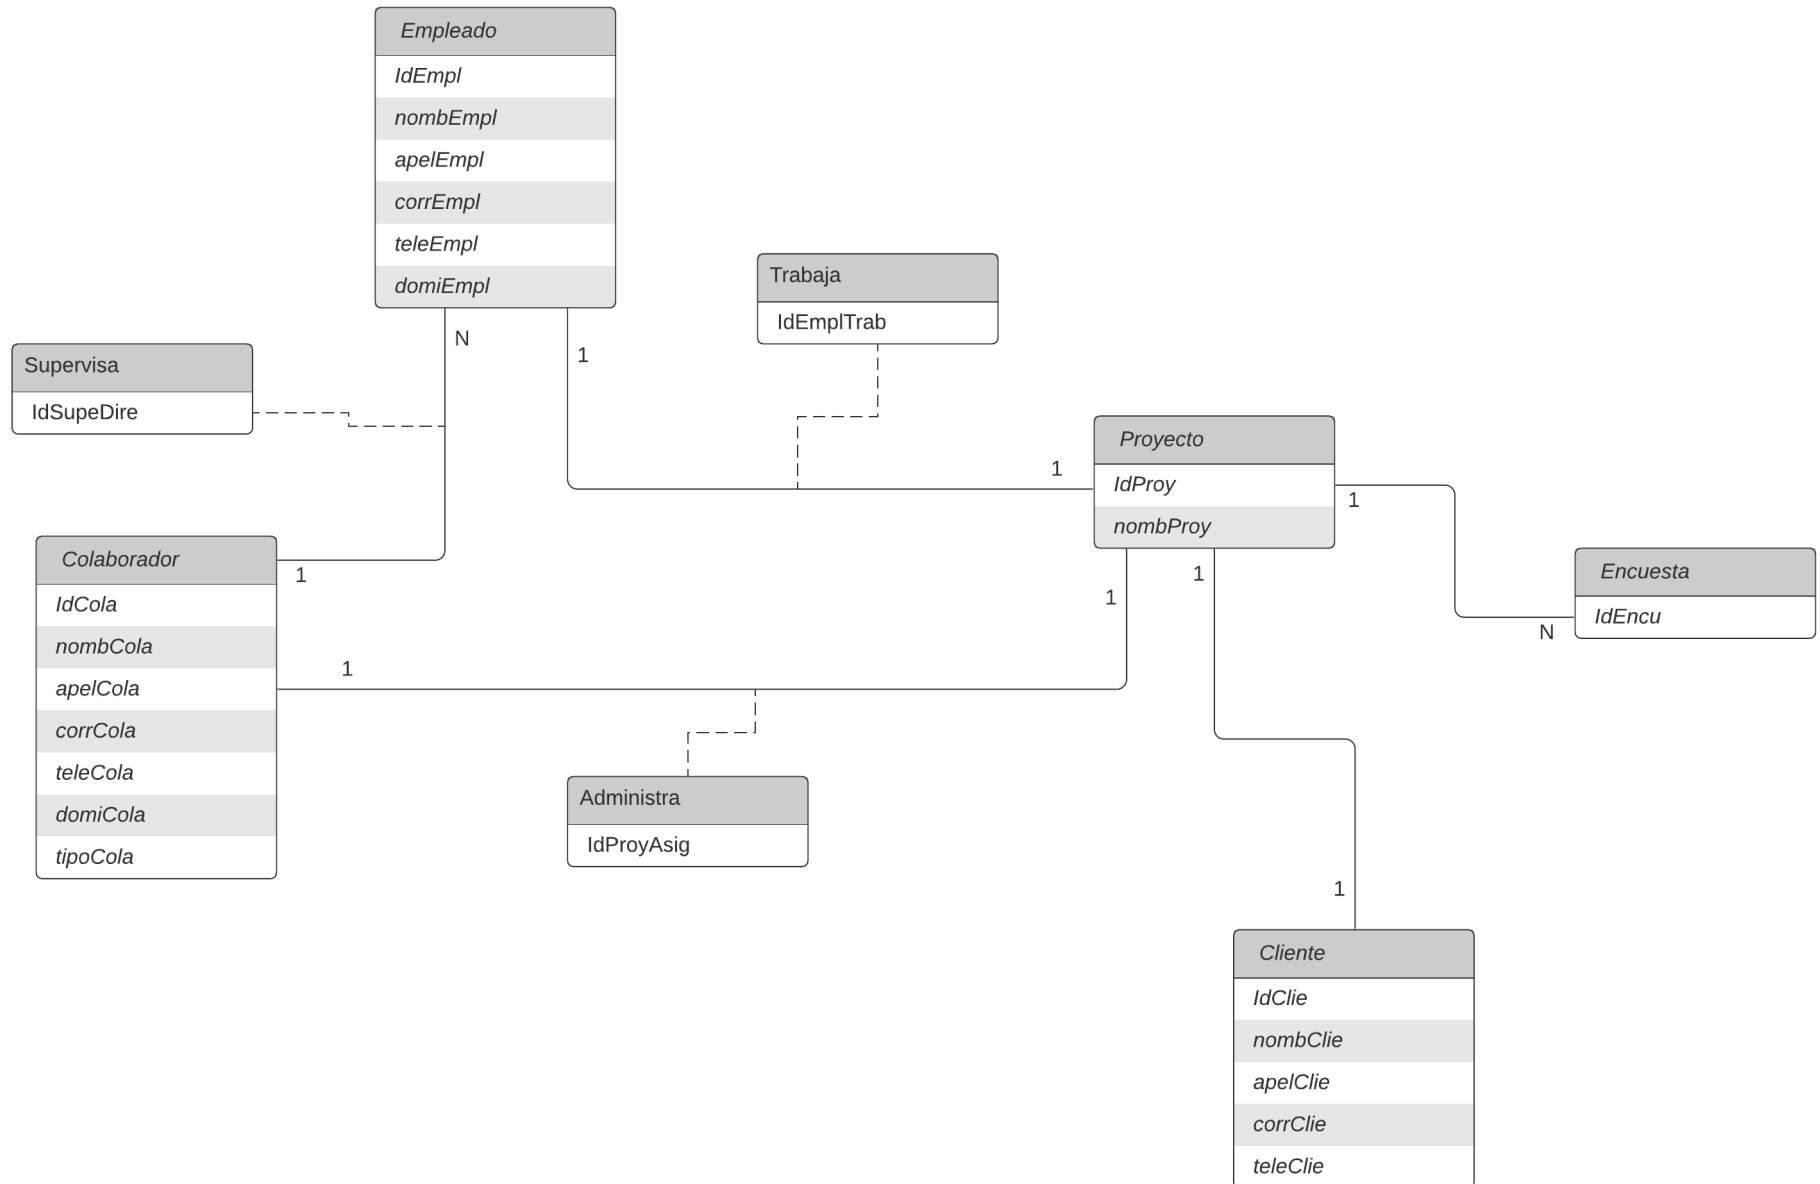 Empleado
IdEmpl
nombEmpl
apelEmpl
corrEmpl
teleEmpl
domiEmpl
Trabaja
IdEmplTrab
N
1
Supervisa
IdSupeDire
Proyecto
IdProy
nombProy
1
1
Colaborador
IdCola
nombCola
apelCola
corrCola
teleCola
domiCola
tipoCola
1
1
1
1
Encuesta
IdEncu
N
Administra
IdProyAsig
1
Cliente
IdClie
nombClie
apelClie
corrClie
teleClie